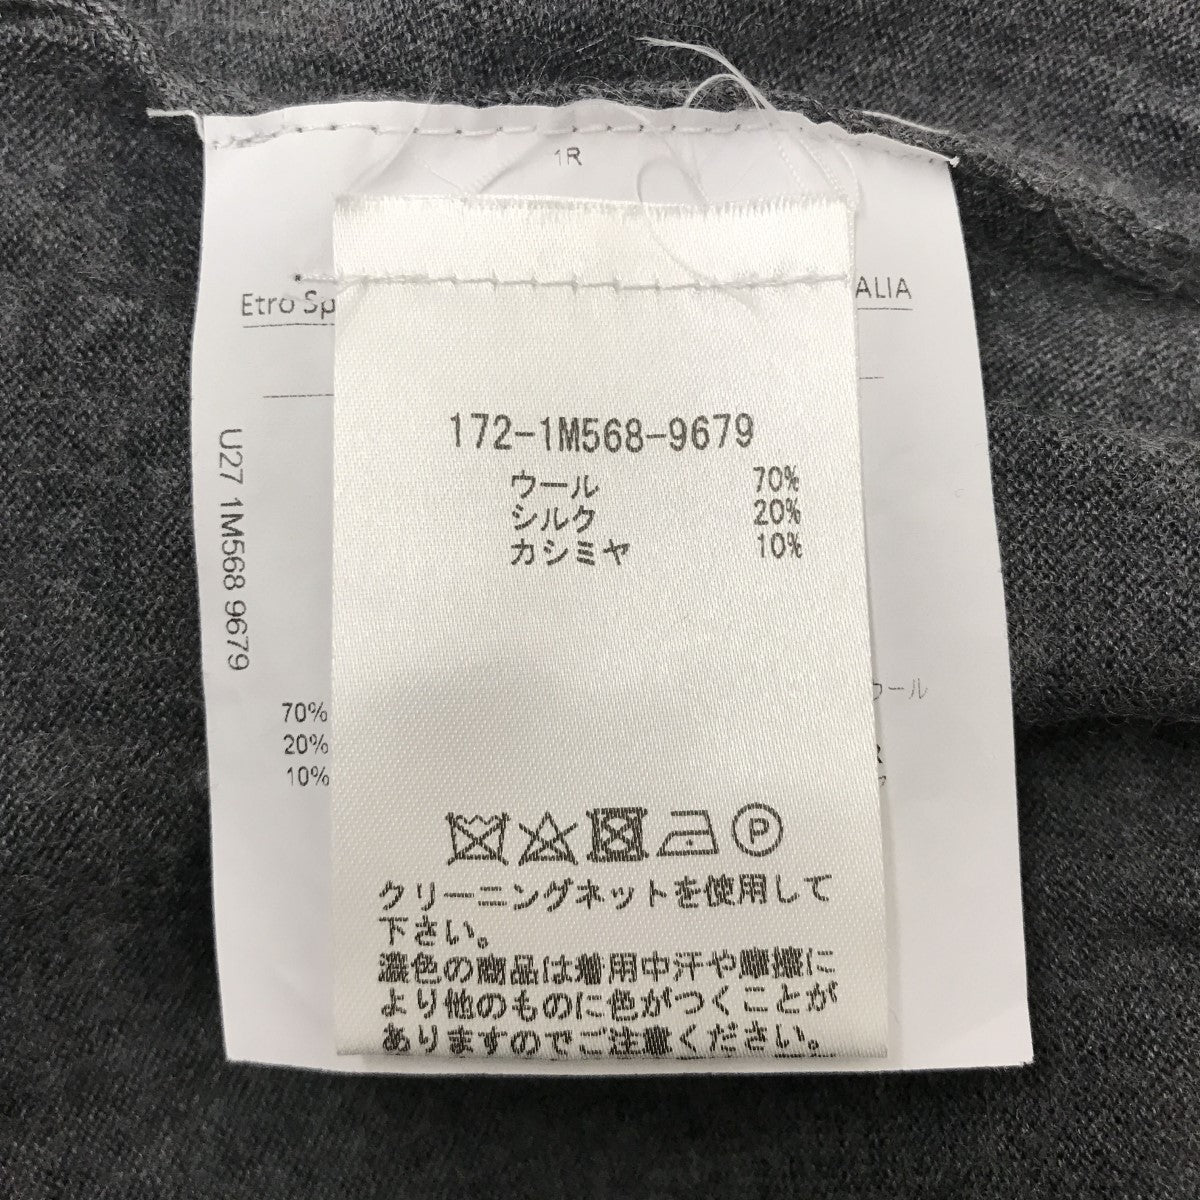 1R
Etro Sp
ALIA
172-1M568-9679
ウール 70%
シルク 20%
カシミヤ 10%
U27 1M568 9679
ウール
70%
20%
10%
R
P
クリーニングネットを使用して
下さい。
濃色の商品は着用中汗や摩擦に
より他のものに色がつくことが
ありますのでご注意ください。